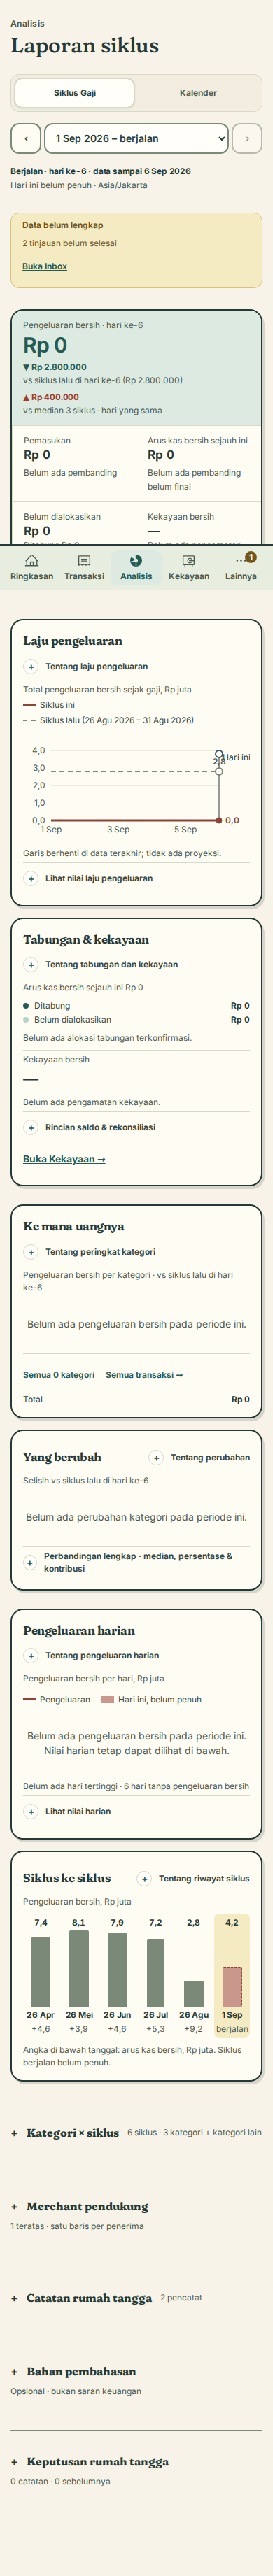 Analisis
Laporan siklus
Siklus Gaji
Kalender
‹
1 Sep 2026 – berjalan
›
Berjalan · hari ke-6 · data sampai 6 Sep 2026
Hari ini belum penuh · Asia/Jakarta
Data belum lengkap
2 tinjauan belum selesai
Buka Inbox
Pengeluaran bersih · hari ke-6
Rp 0
▼ Rp 2.800.000
vs siklus lalu di hari ke-6 (Rp 2.800.000)
▲ Rp 400.000
vs median 3 siklus · hari yang sama
Pemasukan
Rp 0
Belum ada pembanding
Arus kas bersih sejauh ini
Rp 0
Belum ada pembanding
belum final
Belum dialokasikan
Rp 0
Kekayaan bersih
—
Ringkasan
Transaksi
Analisis
Kekayaan
1
Lainnya
Laju pengeluaran
+ Tentang laju pengeluaran
Total pengeluaran bersih sejak gaji, Rp juta
Siklus ini
Siklus lalu (26 Agu 2026 – 31 Agu 2026)
4,0
3,0
2,0
1,0
0,0
Hari ini
2,8
0,0
1 Sep
3 Sep
5 Sep
Garis berhenti di data terakhir; tidak ada proyeksi.
+ Lihat nilai laju pengeluaran
Tabungan & kekayaan
+ Tentang tabungan dan kekayaan
Arus kas bersih sejauh ini Rp 0
Ditabung Rp 0
Belum dialokasikan Rp 0
Belum ada alokasi tabungan terkonfirmasi.
Kekayaan bersih
—
Belum ada pengamatan kekayaan.
+ Rincian saldo & rekonsiliasi
Buka Kekayaan →
Ke mana uangnya
+ Tentang peringkat kategori
Pengeluaran bersih per kategori · vs siklus lalu di hari
ke-6
Belum ada pengeluaran bersih pada periode ini.
Semua 0 kategori Semua transaksi →
Total Rp 0
Yang berubah
+ Tentang perubahan
Selisih vs siklus lalu di hari ke-6
Belum ada perubahan kategori pada periode ini.
+ Perbandingan lengkap · median, persentase &
kontribusi
Pengeluaran harian
+ Tentang pengeluaran harian
Pengeluaran bersih per hari, Rp juta
Pengeluaran
Hari ini, belum penuh
Belum ada pengeluaran bersih pada periode ini.
Nilai harian tetap dapat dilihat di bawah.
Belum ada hari tertinggi · 6 hari tanpa pengeluaran bersih
+ Lihat nilai harian
Siklus ke siklus
+ Tentang riwayat siklus
Pengeluaran bersih, Rp juta
7,4 8,1 7,9 7,2 2,8 4,2
26 Apr 26 Mei 26 Jun 26 Jul 26 Agu 1 Sep
+4,6 +3,9 +4,6 +5,3 +9,2 berjalan
Angka di bawah tanggal: arus kas bersih, Rp juta. Siklus
berjalan belum penuh.
+ Kategori × siklus 6 siklus · 3 kategori + kategori lain
+ Merchant pendukung
1 teratas · satu baris per penerima
+ Catatan rumah tangga 2 pencatat
+ Bahan pembahasan
Opsional · bukan saran keuangan
+ Keputusan rumah tangga
0 catatan · 0 sebelumnya